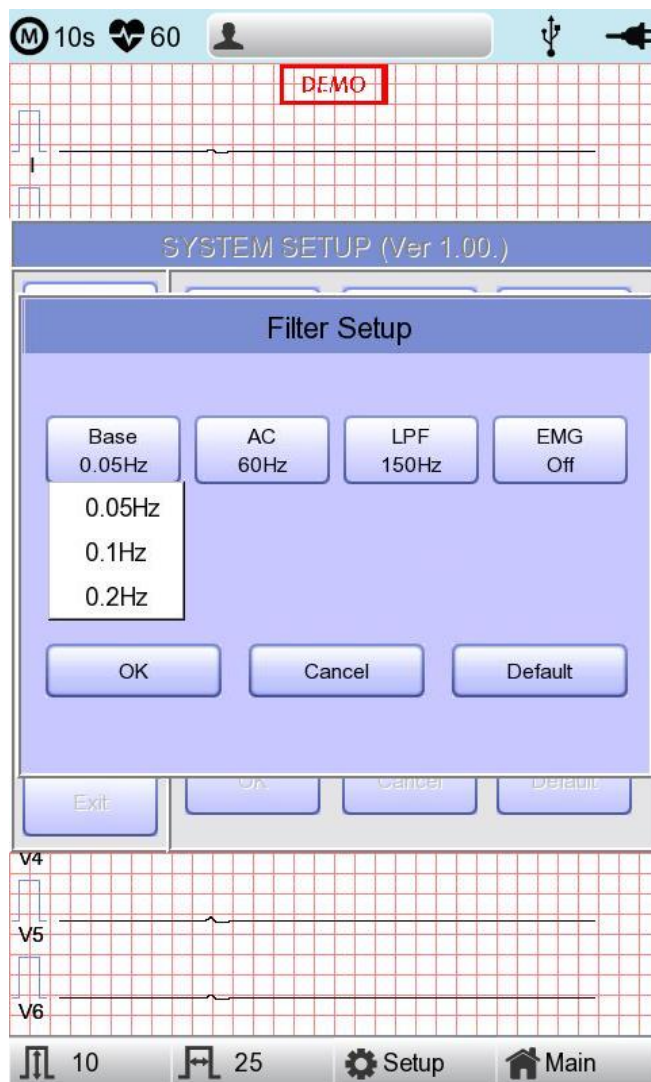 M 10s 60
DEMO
I
SYSTEM SETUP (Ver 1.00.)
Filter Setup
Base AC LPF EMG
0.05Hz 60Hz 150Hz Off
0.05Hz
0.1Hz
0.2Hz
OK Cancel Default
Exit OK Cancel Default
V4
V5
V6
10 25 Setup Main